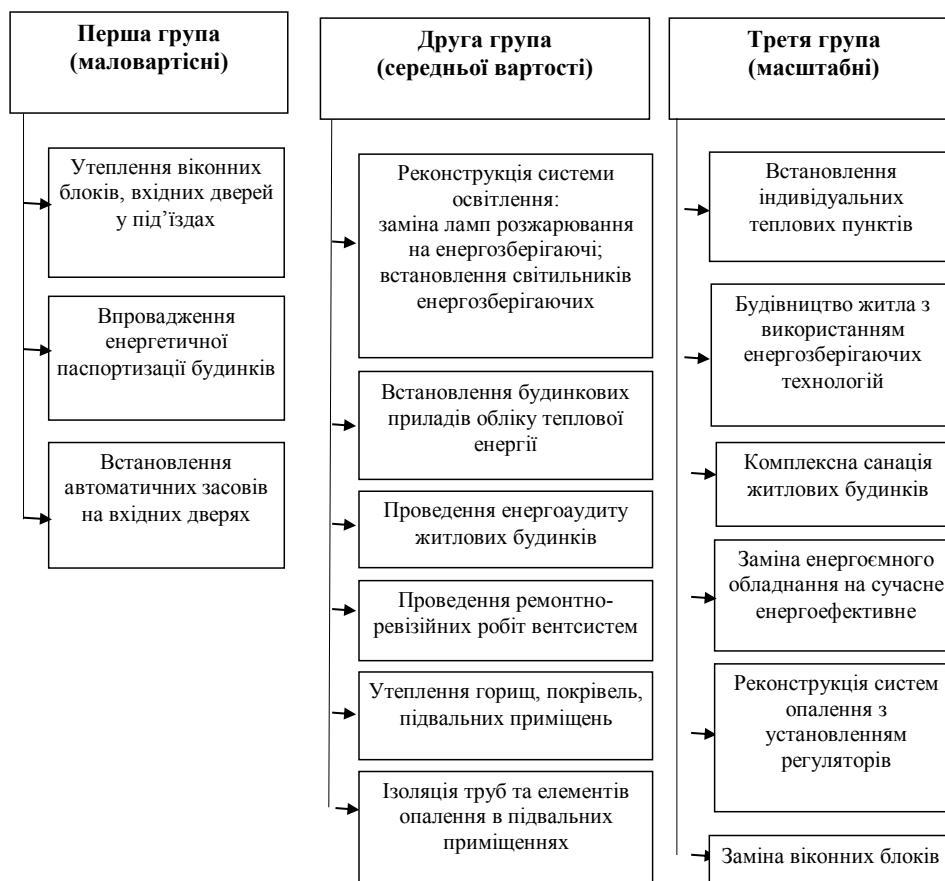 Перша група
(маловартісні)
Утеплення віконних
блоків, вхідних дверей
у під’їздах
Впровадження
енергетичної
паспортизації будинків
Встановлення
автоматичних засовів
на вхідних дверях
Друга група
(середньої вартості)
Реконструкція системи
освітлення:
заміна ламп розжарювання
на енергозберігаючі;
встановлення світильників
енергозберігаючих
Встановлення будинкових
приладів обліку теплової
енергії
Проведення енергоаудиту
житлових будинків
Проведення ремонтно-
ревізійних робіт вентсистем
Утеплення горищ, покрівель,
підвальних приміщень
Ізоляція труб та елементів
опалення в підвальних
приміщеннях
Третя група
(масштабні)
Встановлення
індивідуальних
теплових пунктів
Будівництво житла з
використанням
енергозберігаючих
технологій
Комплексна санація
житлових будинків
Заміна енергоємного
обладнання на сучасне
енергоефективне
Реконструкція систем
опалення з
установленням
регуляторів
Заміна віконних блоків